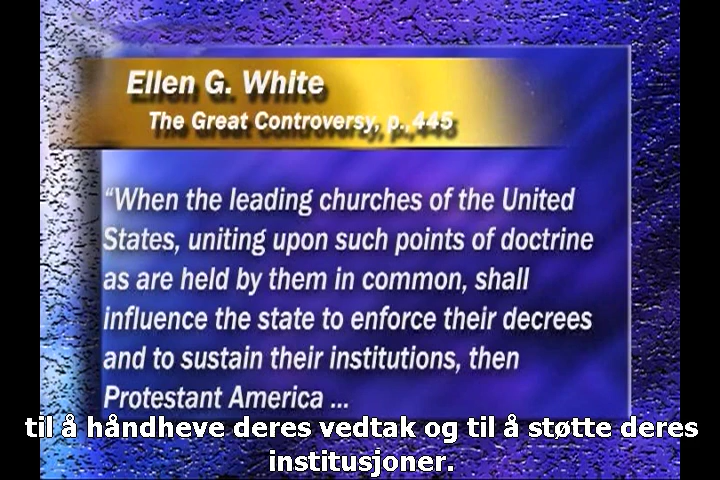 Ellen G. White
The Great Controversy, p. 445
“When the leading churches of the United
States, uniting upon such points of doctrine
as are held by them in common, shall
influence the state to enforce their decrees
and to sustain their institutions, then
Protestant America ...
til å håndheve deres vedtak og til å støtte deres
institusjoner.